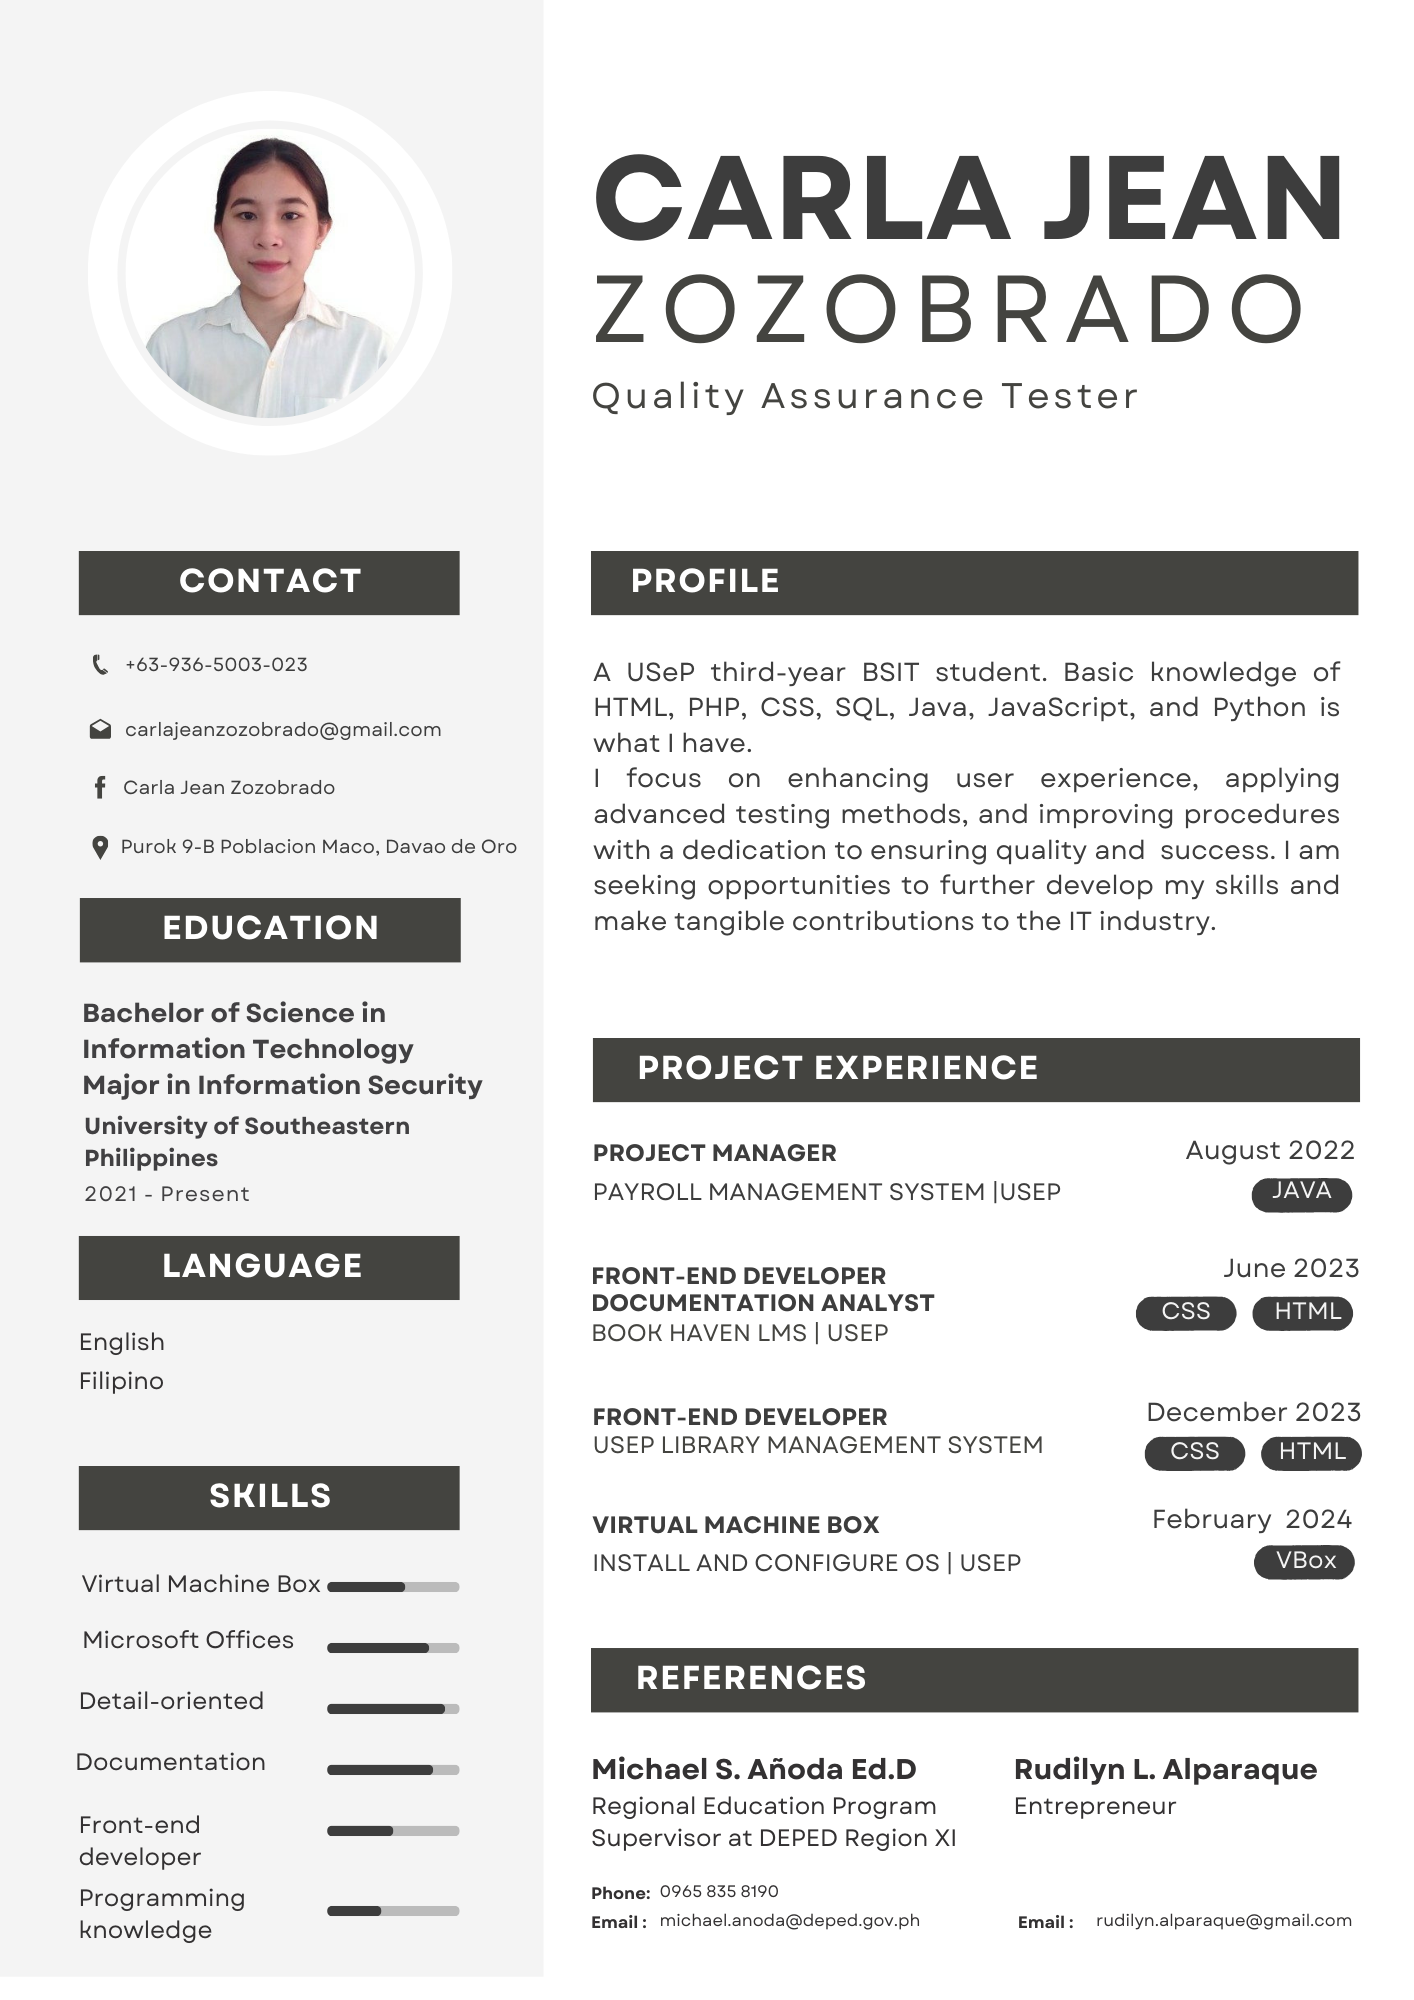 CARLA JEAN
ZOZOBRADO
Quality Assurance Tester
CONTACT
+63-936-5003-023
carlajeanzozobrado@gmail.com
Carla Jean Zozobrado
Purok 9-B Poblacion Maco, Davao de Oro
EDUCATION
Bachelor of Science in
Information Technology
Major in Information Security
University of Southeastern
Philippines
2021 - Present
LANGUAGE
English
Filipino
SKILLS
Virtual Machine Box
Microsoft Offices
Detail-oriented
Documentation
Front-end
developer
Programming
knowledge
PROFILE
A USeP third-year BSIT student. Basic knowledge of
HTML, PHP, CSS, SQL, Java, JavaScript, and Python is
what I have.
I focus on enhancing user experience, applying
advanced testing methods, and improving procedures
with a dedication to ensuring quality and success. I am
seeking opportunities to further develop my skills and
make tangible contributions to the IT industry.
PROJECT EXPERIENCE
PROJECT MANAGER
August 2022
PAYROLL MANAGEMENT SYSTEM |USEP
JAVA
FRONT-END DEVELOPER
June 2023
DOCUMENTATION ANALYST
CSS HTML
BOOK HAVEN LMS | USEP
FRONT-END DEVELOPER
December 2023
USEP LIBRARY MANAGEMENT SYSTEM
CSS HTML
VIRTUAL MACHINE BOX
February 2024
INSTALL AND CONFIGURE OS | USEP
VBox
REFERENCES
Michael S. Añoda Ed.D
Regional Education Program
Supervisor at DEPED Region XI
Phone: 0965 835 8190
Email : michael.anoda@deped.gov.ph
Rudilyn L. Alparaque
Entrepreneur
Email : rudilyn.alparaque@gmail.com